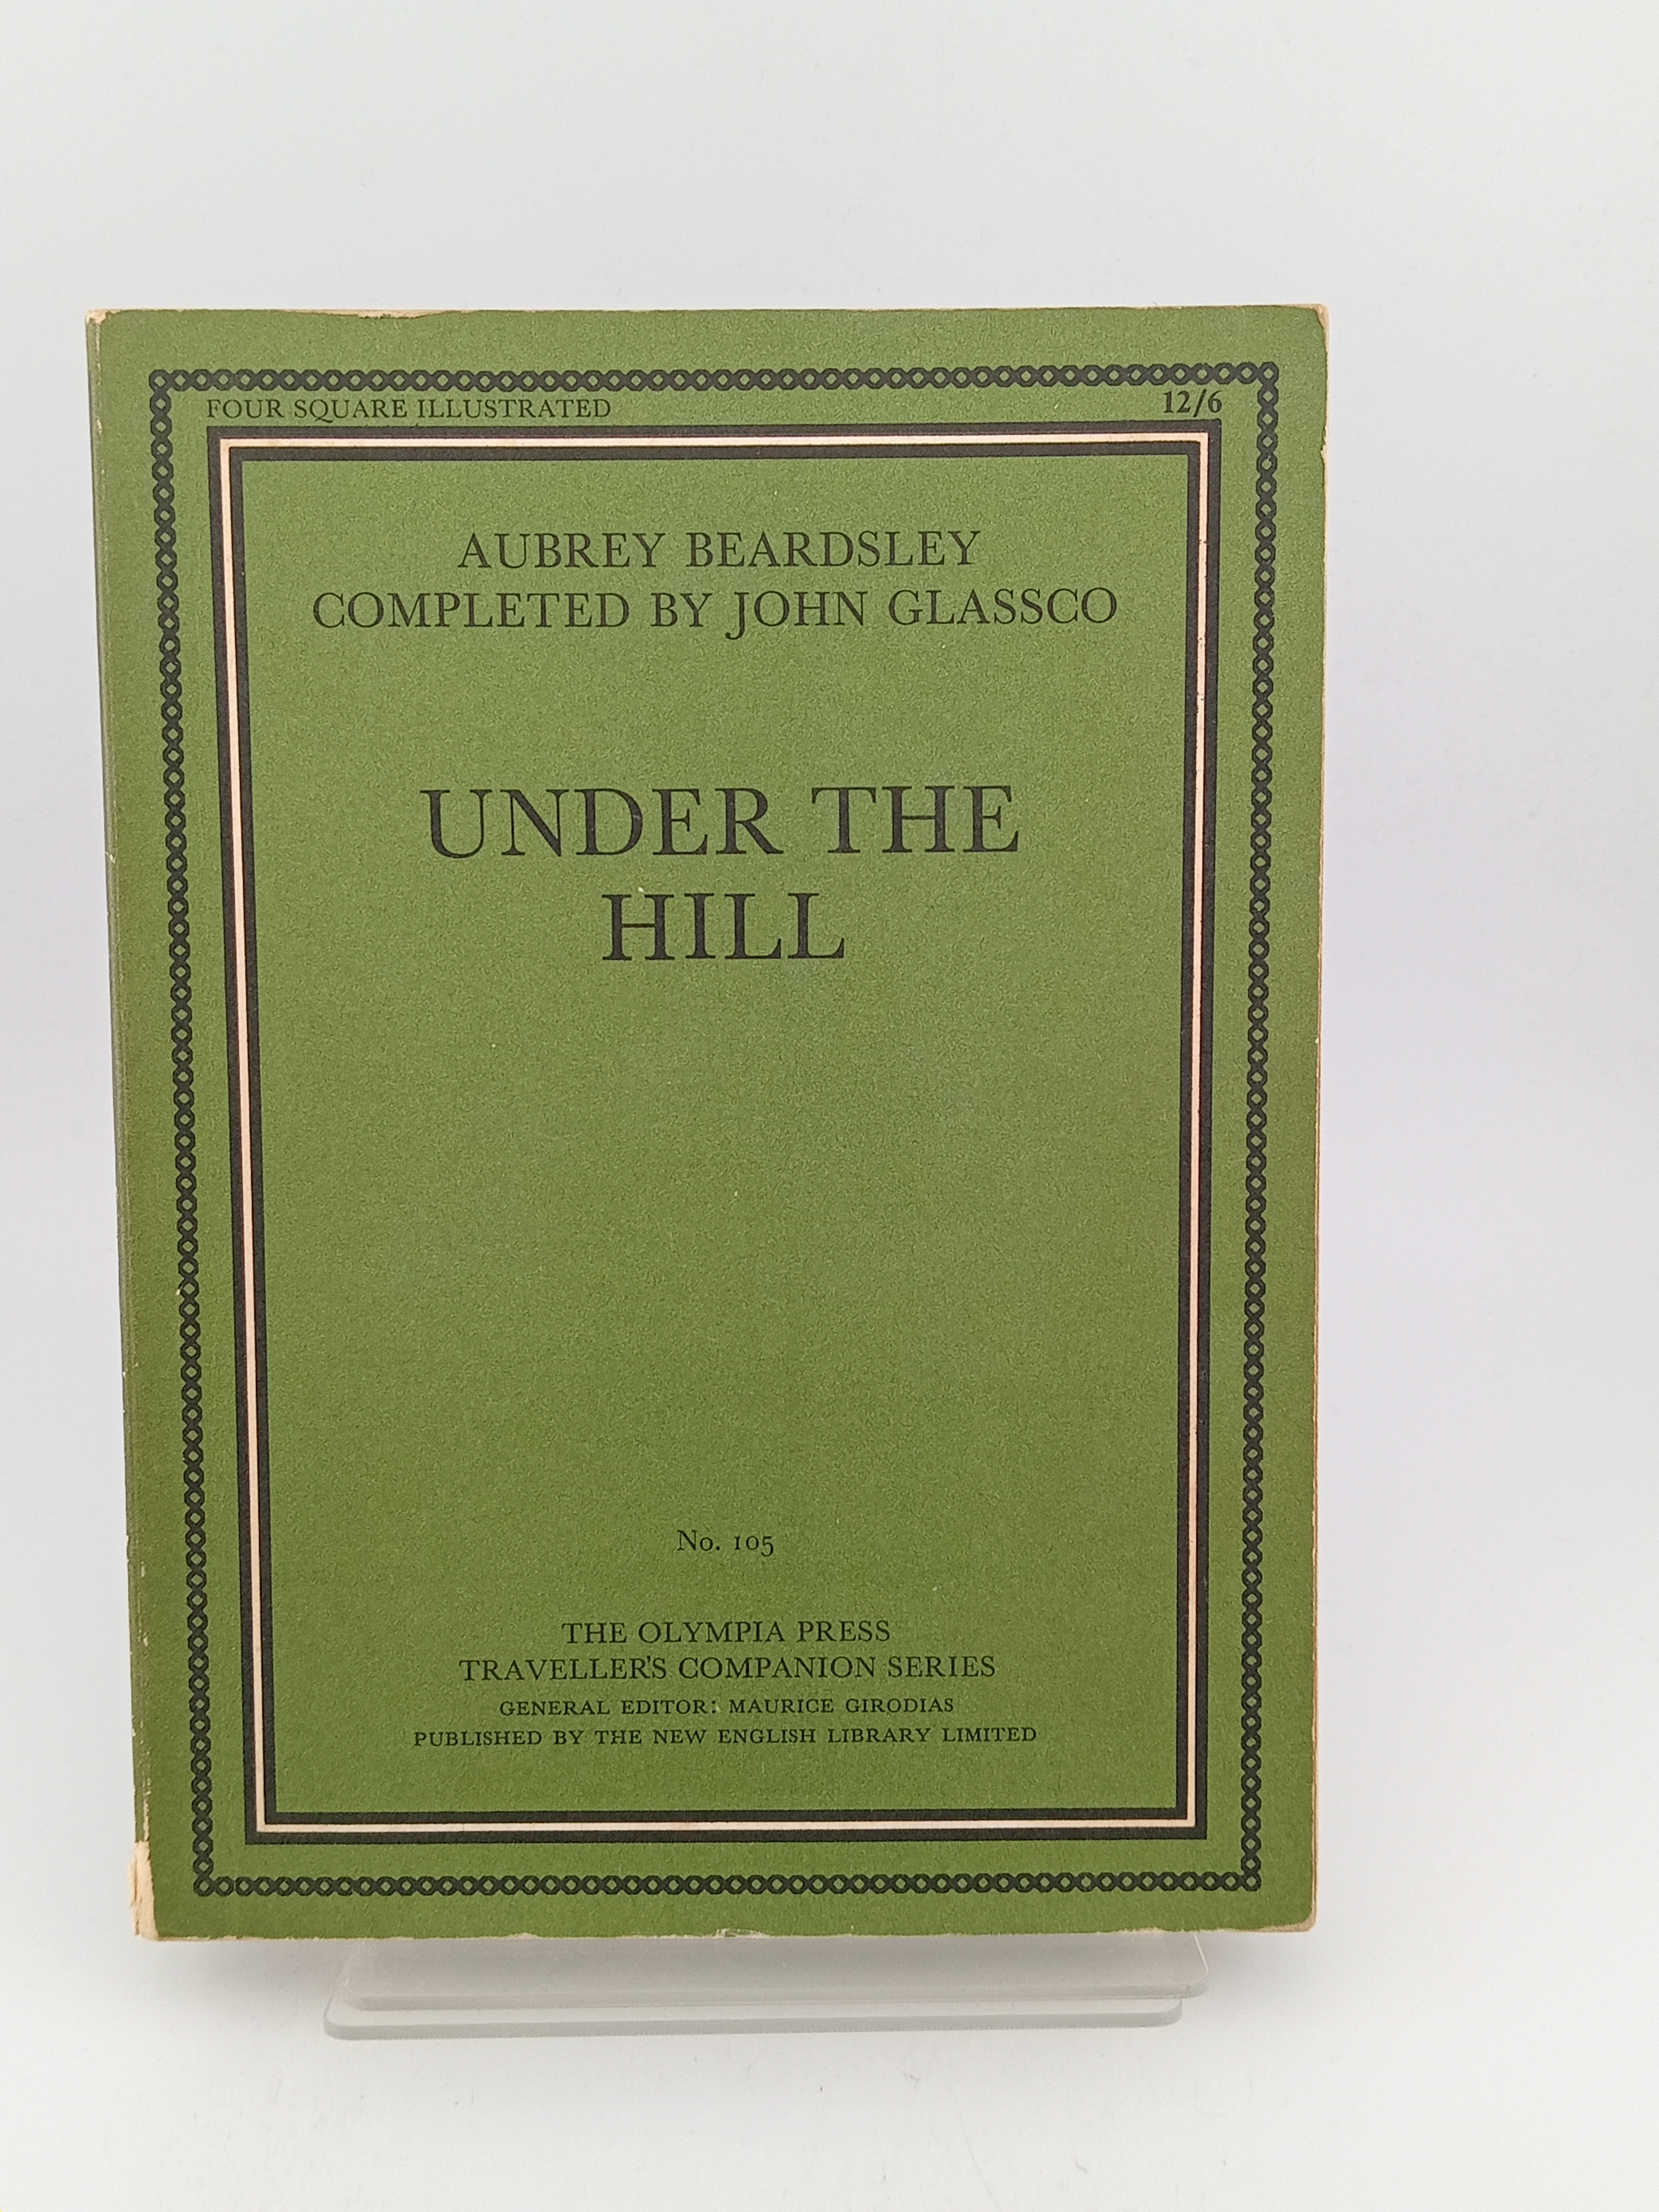 FOUR SQUARE ILLUSTRATED 12/6
AUBREY BEARDSLEY
COMPLETED BY JOHN GLASSCO
UNDER THE
HILL
No. 105
THE OLYMPIA PRESS
TRAVELLER'S COMPANION SERIES
GENERAL EDITOR: MAURICE GIRODIAS
PUBLISHED BY THE NEW ENGLISH LIBRARY LIMITED